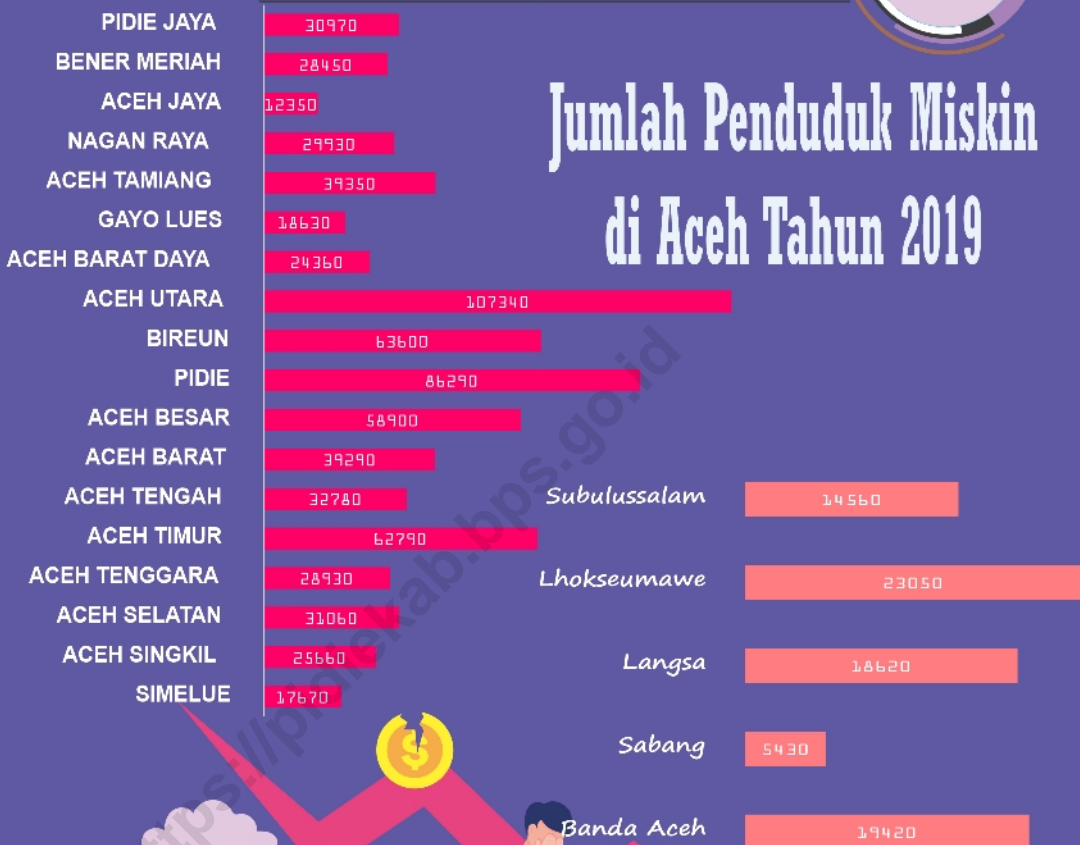 PIDIE JAYA 30970
BENER MERIAH 28450
ACEH JAYA 12350
NAGAN RAYA 29930
ACEH TAMIANG 39350
GAYO LUES 18630
ACEH BARAT DAYA 24360
ACEH UTARA 107340
BIREUN 63600
PIDIE 86290
ACEH BESAR 58900
ACEH BARAT 39290
ACEH TENGAH 32780
ACEH TIMUR 62790
ACEH TENGGARA 28930
ACEH SELATAN 31060
ACEH SINGKIL 25660
SIMELUE 17670
Jumlah Penduduk Miskin
di Aceh Tahun 2019
Subulussalam 14560
Lhokseumawe 23050
Langsa 18620
Sabang 5430
Banda Aceh 19420
$
ttps://pidiekab.bps.go.id